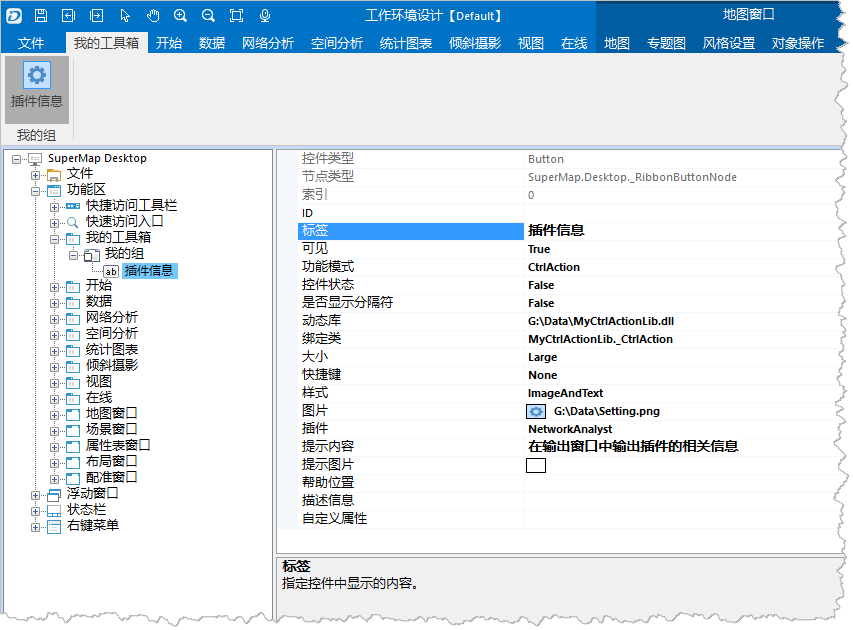 工作环境设计【Default】
地图窗口
文件 我的工具箱 开始 数据 网络分析 空间分析 统计图表 倾斜摄影 视图 在线 地图 专题图 风格设置 对象操作
插件信息
我的组
SuperMap Desktop
文件
功能区
快捷访问工具栏
快速访问入口
我的工具箱
我的组
ab 插件信息
开始
数据
网络分析
空间分析
统计图表
倾斜摄影
视图
在线
地图窗口
场景窗口
属性表窗口
布局窗口
配准窗口
浮动窗口
状态栏
右键菜单
控件类型 Button
节点类型 SuperMap.Desktop._RibbonButtonNode
索引 0
ID
标签 插件信息
可见 True
功能模式 CtrlAction
控件状态 False
是否显示分隔符 False
动态库 G:\Data\MyCtrlActionLib.dll
绑定类 MyCtrlActionLib._CtrlAction
大小 Large
快捷键 None
样式 ImageAndText
图片 G:\Data\Setting.png
插件 NetworkAnalyst
提示内容 在输出窗口中输出插件的相关信息
提示图片
帮助位置
描述信息
自定义属性
标签
指定控件中显示的内容。